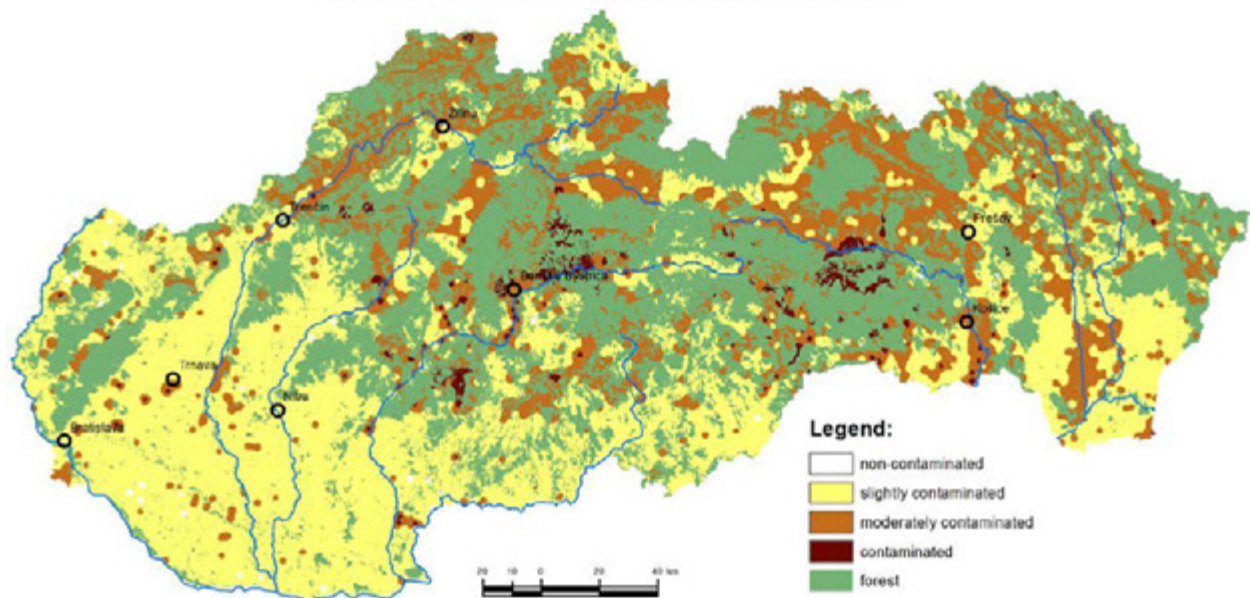 Žilina
Trenčín
Prešov
Banská Bystrica
Košice
Trnava
Nitra
Bratislava
Legend:
non-contaminated
slightly contaminated
moderately contaminated
contaminated
forest
20 10 0 20 40 km